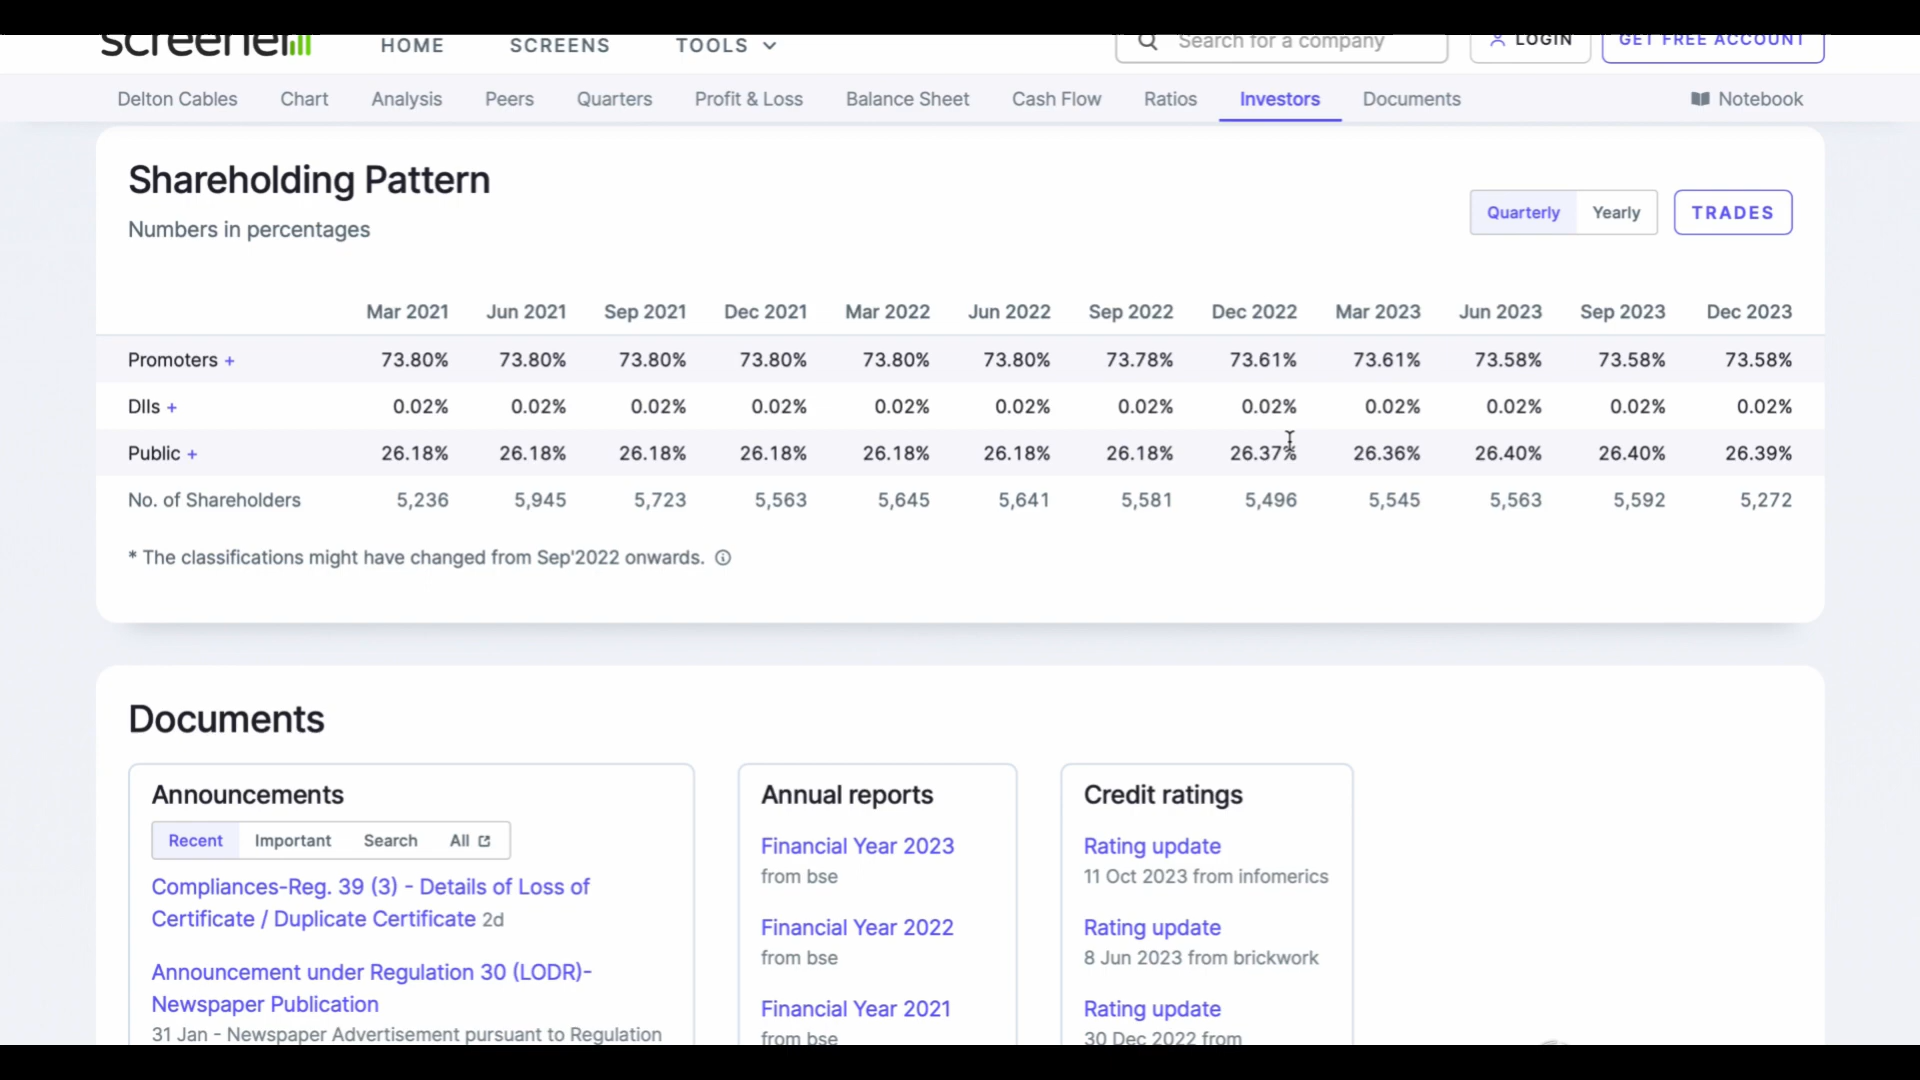 screener
HOME SCREENS TOOLS
Search for a company
LOGIN
GET FREE ACCOUNT
Delton Cables Chart Analysis Peers Quarters Profit & Loss Balance Sheet Cash Flow Ratios Investors Documents Notebook
Shareholding Pattern
Numbers in percentages
Quarterly Yearly TRADES
Mar 2021 Jun 2021 Sep 2021 Dec 2021 Mar 2022 Jun 2022 Sep 2022 Dec 2022 Mar 2023 Jun 2023 Sep 2023 Dec 2023
Promoters + 73.80% 73.80% 73.80% 73.80% 73.80% 73.80% 73.78% 73.61% 73.61% 73.58% 73.58% 73.58%
DIIs + 0.02% 0.02% 0.02% 0.02% 0.02% 0.02% 0.02% 0.02% 0.02% 0.02% 0.02% 0.02%
Public + 26.18% 26.18% 26.18% 26.18% 26.18% 26.18% 26.18% 26.37% 26.36% 26.40% 26.40% 26.39%
No. of Shareholders 5,236 5,945 5,723 5,563 5,645 5,641 5,581 5,496 5,545 5,563 5,592 5,272
* The classifications might have changed from Sep'2022 onwards.
Documents
Announcements
Recent Important Search All
Compliances-Reg. 39 (3) - Details of Loss of
Certificate / Duplicate Certificate 2d
Announcement under Regulation 30 (LODR)-
Newspaper Publication
31 Jan - Newspaper Advertisement pursuant to Regulation
Annual reports
Financial Year 2023
from bse
Financial Year 2022
from bse
Financial Year 2021
from bse
Credit ratings
Rating update
11 Oct 2023 from infomerics
Rating update
8 Jun 2023 from brickwork
Rating update
30 Dec 2022 from